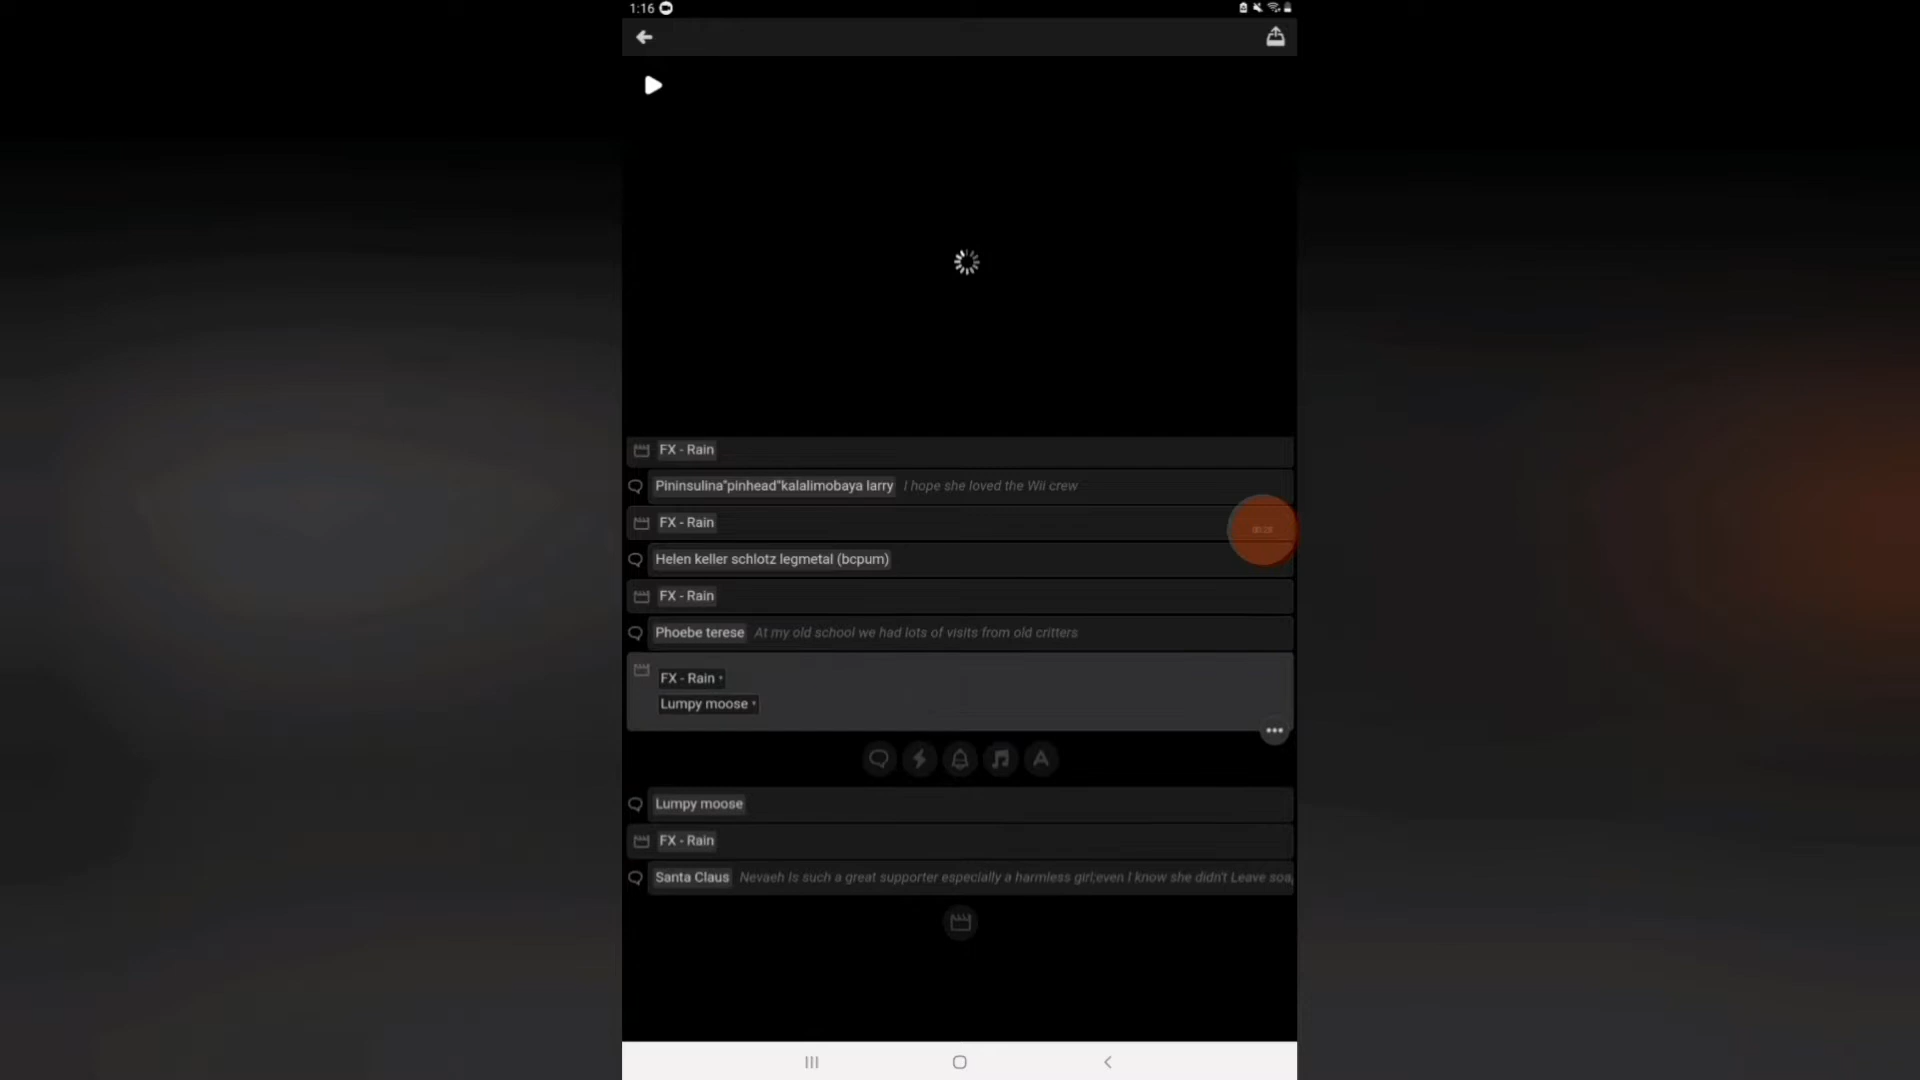 1:16
FX - Rain
Pininsulina"pinhead"kalalimobaya larry I hope she loved the Wii crew
FX - Rain
00:28
Helen keller schlotz legmetal (bcpum)
FX - Rain
Phoebe terese At my old school we had lots of visits from old critters
FX - Rain
Lumpy moose
Lumpy moose
FX - Rain
Santa Claus Nevaeh Is such a great supporter especially a harmless girl;even I know she didn't Leave soa,